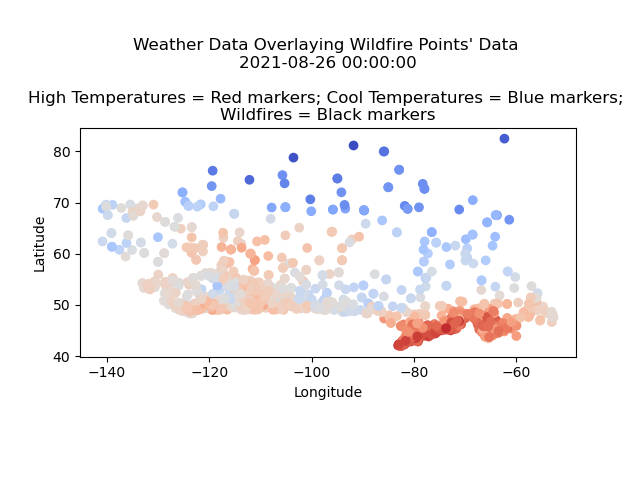 Weather Data Overlaying Wildfire Points' Data
2021-08-26 00:00:00
High Temperatures = Red markers; Cool Temperatures = Blue markers;
Wildfires = Black markers
80
70
60
50
40
Latitude
−140
−120
−100
−80
−60
Longitude